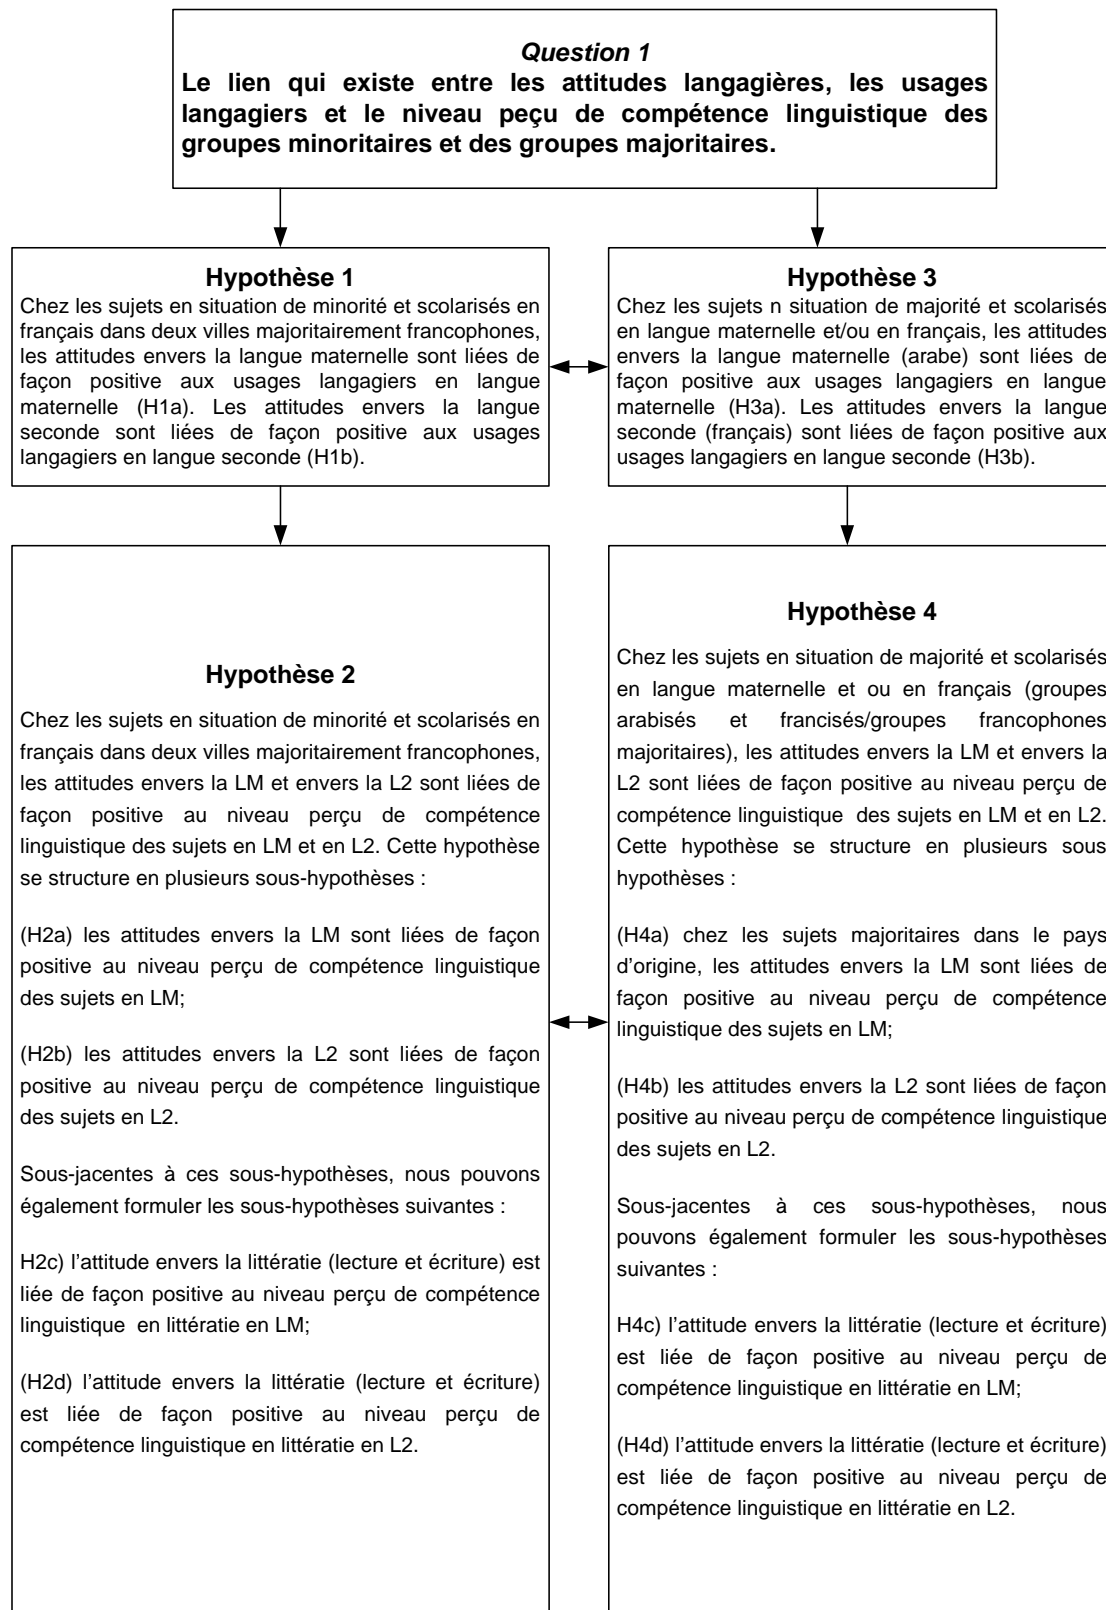 Question 1
Le lien qui existe entre les attitudes langagières, les usages
langagiers et le niveau peçu de compétence linguistique des
groupes minoritaires et des groupes majoritaires.
Hypothèse 1
Chez les sujets en situation de minorité et scolarisés en
français dans deux villes majoritairement francophones,
les attitudes envers la langue maternelle sont liées de
façon positive aux usages langagiers en langue
maternelle (H1a). Les attitudes envers la langue
seconde sont liées de façon positive aux usages
langagiers en langue seconde (H1b).
Hypothèse 3
Chez les sujets n situation de majorité et scolarisés
en langue maternelle et/ou en français, les attitudes
envers la langue maternelle (arabe) sont liées de
façon positive aux usages langagiers en langue
maternelle (H3a). Les attitudes envers la langue
seconde (français) sont liées de façon positive aux
usages langagiers en langue seconde (H3b).
Hypothèse 2
Chez les sujets en situation de minorité et scolarisés en
français dans deux villes majoritairement francophones,
les attitudes envers la LM et envers la L2 sont liées de
façon positive au niveau perçu de compétence
linguistique des sujets en LM et en L2. Cette hypothèse
se structure en plusieurs sous-hypothèses :
(H2a) les attitudes envers la LM sont liées de façon
positive au niveau perçu de compétence linguistique
des sujets en LM;
(H2b) les attitudes envers la L2 sont liées de façon
positive au niveau perçu de compétence linguistique
des sujets en L2.
Sous-jacentes à ces sous-hypothèses, nous pouvons
également formuler les sous-hypothèses suivantes :
H2c) l'attitude envers la littératie (lecture et écriture) est
liée de façon positive au niveau perçu de compétence
linguistique en littératie en LM;
(H2d) l'attitude envers la littératie (lecture et écriture)
est liée de façon positive au niveau perçu de
compétence linguistique en littératie en L2.
Hypothèse 4
Chez les sujets en situation de majorité et scolarisés
en langue maternelle et ou en français (groupes
arabisés et francisés/groupes francophones
majoritaires), les attitudes envers la LM et envers la
L2 sont liées de façon positive au niveau perçu de
compétence linguistique des sujets en LM et en L2.
Cette hypothèse se structure en plusieurs sous
hypothèses :
(H4a) chez les sujets majoritaires dans le pays
d'origine, les attitudes envers la LM sont liées de
façon positive au niveau perçu de compétence
linguistique des sujets en LM;
(H4b) les attitudes envers la L2 sont liées de façon
positive au niveau perçu de compétence linguistique
des sujets en L2.
Sous-jacentes à ces sous-hypothèses, nous
pouvons également formuler les sous-hypothèses
suivantes :
H4c) l'attitude envers la littératie (lecture et écriture)
est liée de façon positive au niveau perçu de
compétence linguistique en littératie en LM;
(H4d) l'attitude envers la littératie (lecture et écriture)
est liée de façon positive au niveau perçu de
compétence linguistique en littératie en L2.